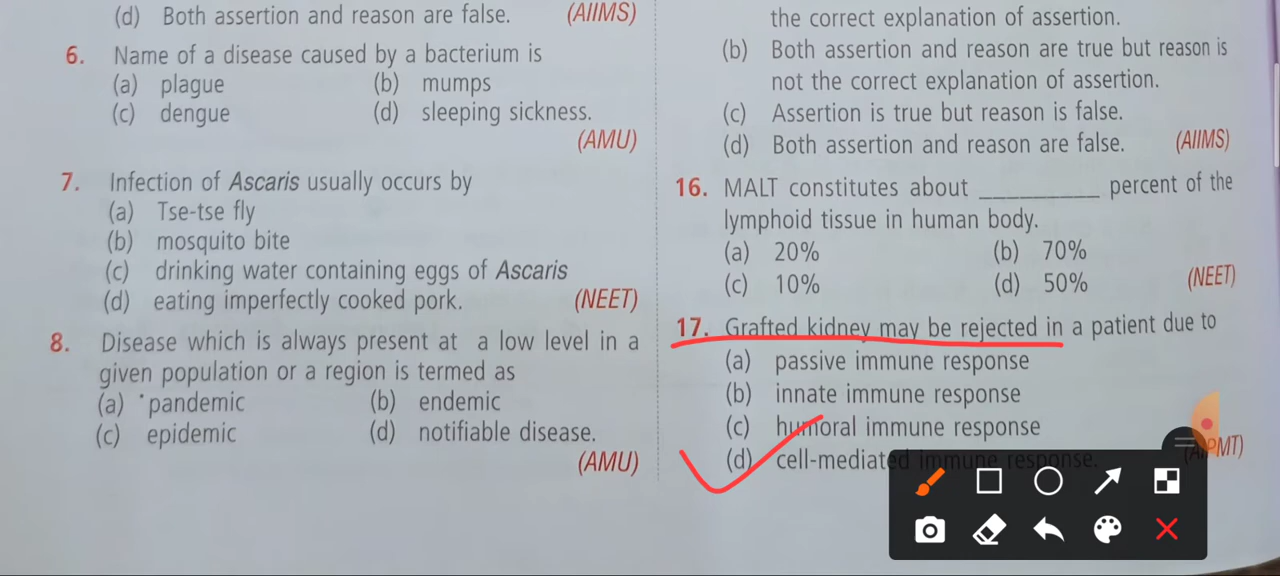 (d) Both assertion and reason are false. (AIIMS)
6. Name of a disease caused by a bacterium is
(a) plague (b) mumps
(c) dengue (d) sleeping sickness.
(AMU)
7. Infection of Ascaris usually occurs by
(a) Tse-tse fly
(b) mosquito bite
(c) drinking water containing eggs of Ascaris
(d) eating imperfectly cooked pork. (NEET)
8. Disease which is always present at a low level in a
given population or a region is termed as
(a) pandemic (b) endemic
(c) epidemic (d) notifiable disease.
(AMU)
the correct explanation of assertion.
(b) Both assertion and reason are true but reason is
not the correct explanation of assertion.
(c) Assertion is true but reason is false.
(d) Both assertion and reason are false. (AIIMS)
16. MALT constitutes about ________ percent of the
lymphoid tissue in human body.
(a) 20% (b) 70%
(c) 10% (d) 50% (NEET)
17. Grafted kidney may be rejected in a patient due to
(a) passive immune response
(b) innate immune response
(c) humoral immune response
(d) cell-mediated immune response. (AIPMT)